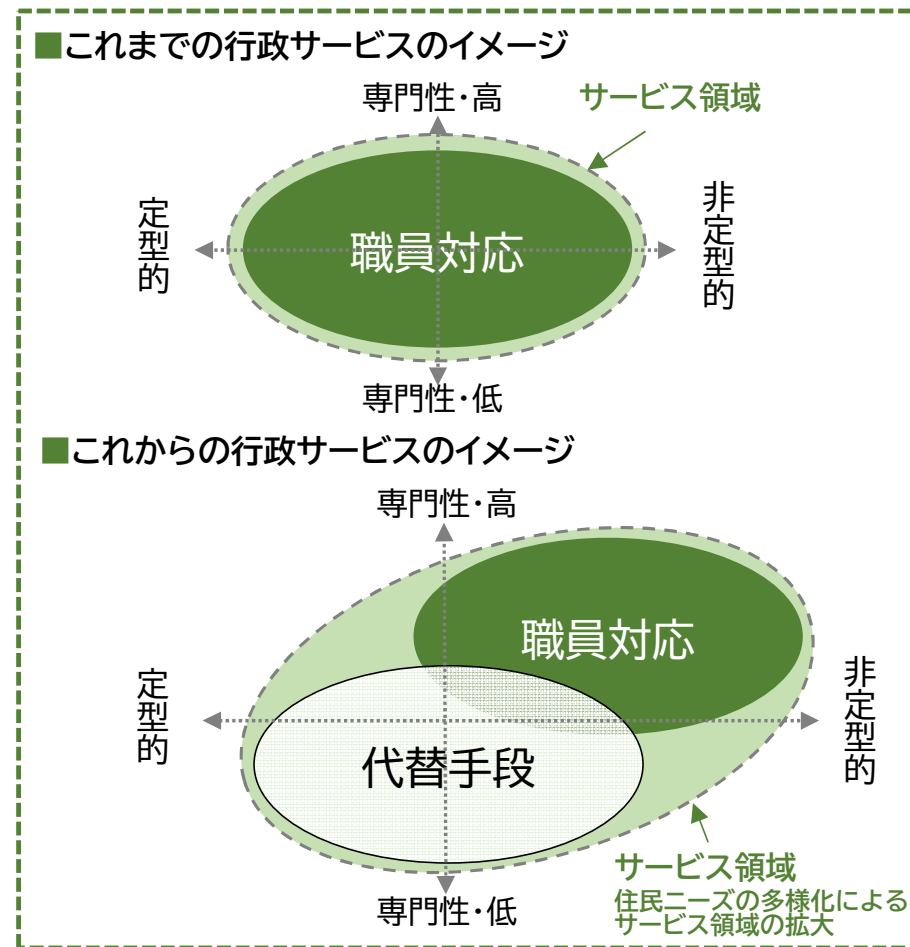 ■これまでの行政サービスのイメージ
専門性・高
サービス領域
定型的
職員対応
非定型的
専門性・低
■これからの行政サービスのイメージ
専門性・高
職員対応
定型的
非定型的
代替手段
サービス領域
住民ニーズの多様化による
サービス領域の拡大
専門性・低